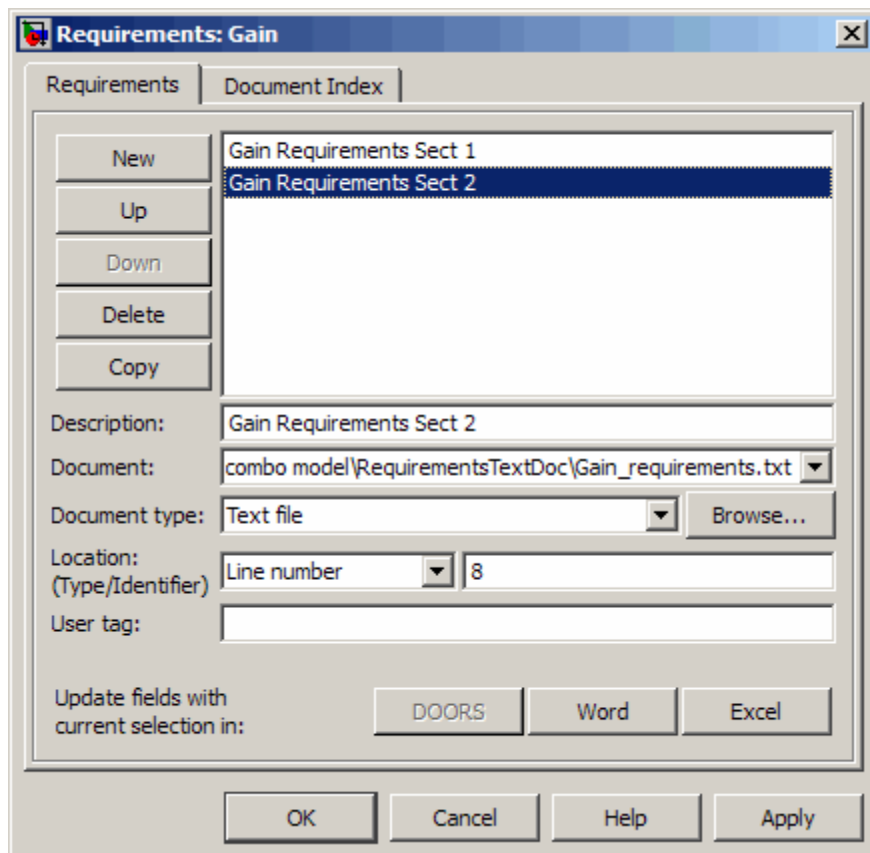 Requirements: Gain
Requirements
Document Index
New
Up
Down
Delete
Copy
Gain Requirements Sect 1
Gain Requirements Sect 2
Description:
Gain Requirements Sect 2
Document:
combo model\RequirementsTextDoc\Gain_requirements.txt
Document type:
Text file
Browse...
Location:
(Type/Identifier)
Line number
8
User tag:
Update fields with
current selection in:
DOORS
Word
Excel
OK
Cancel
Help
Apply